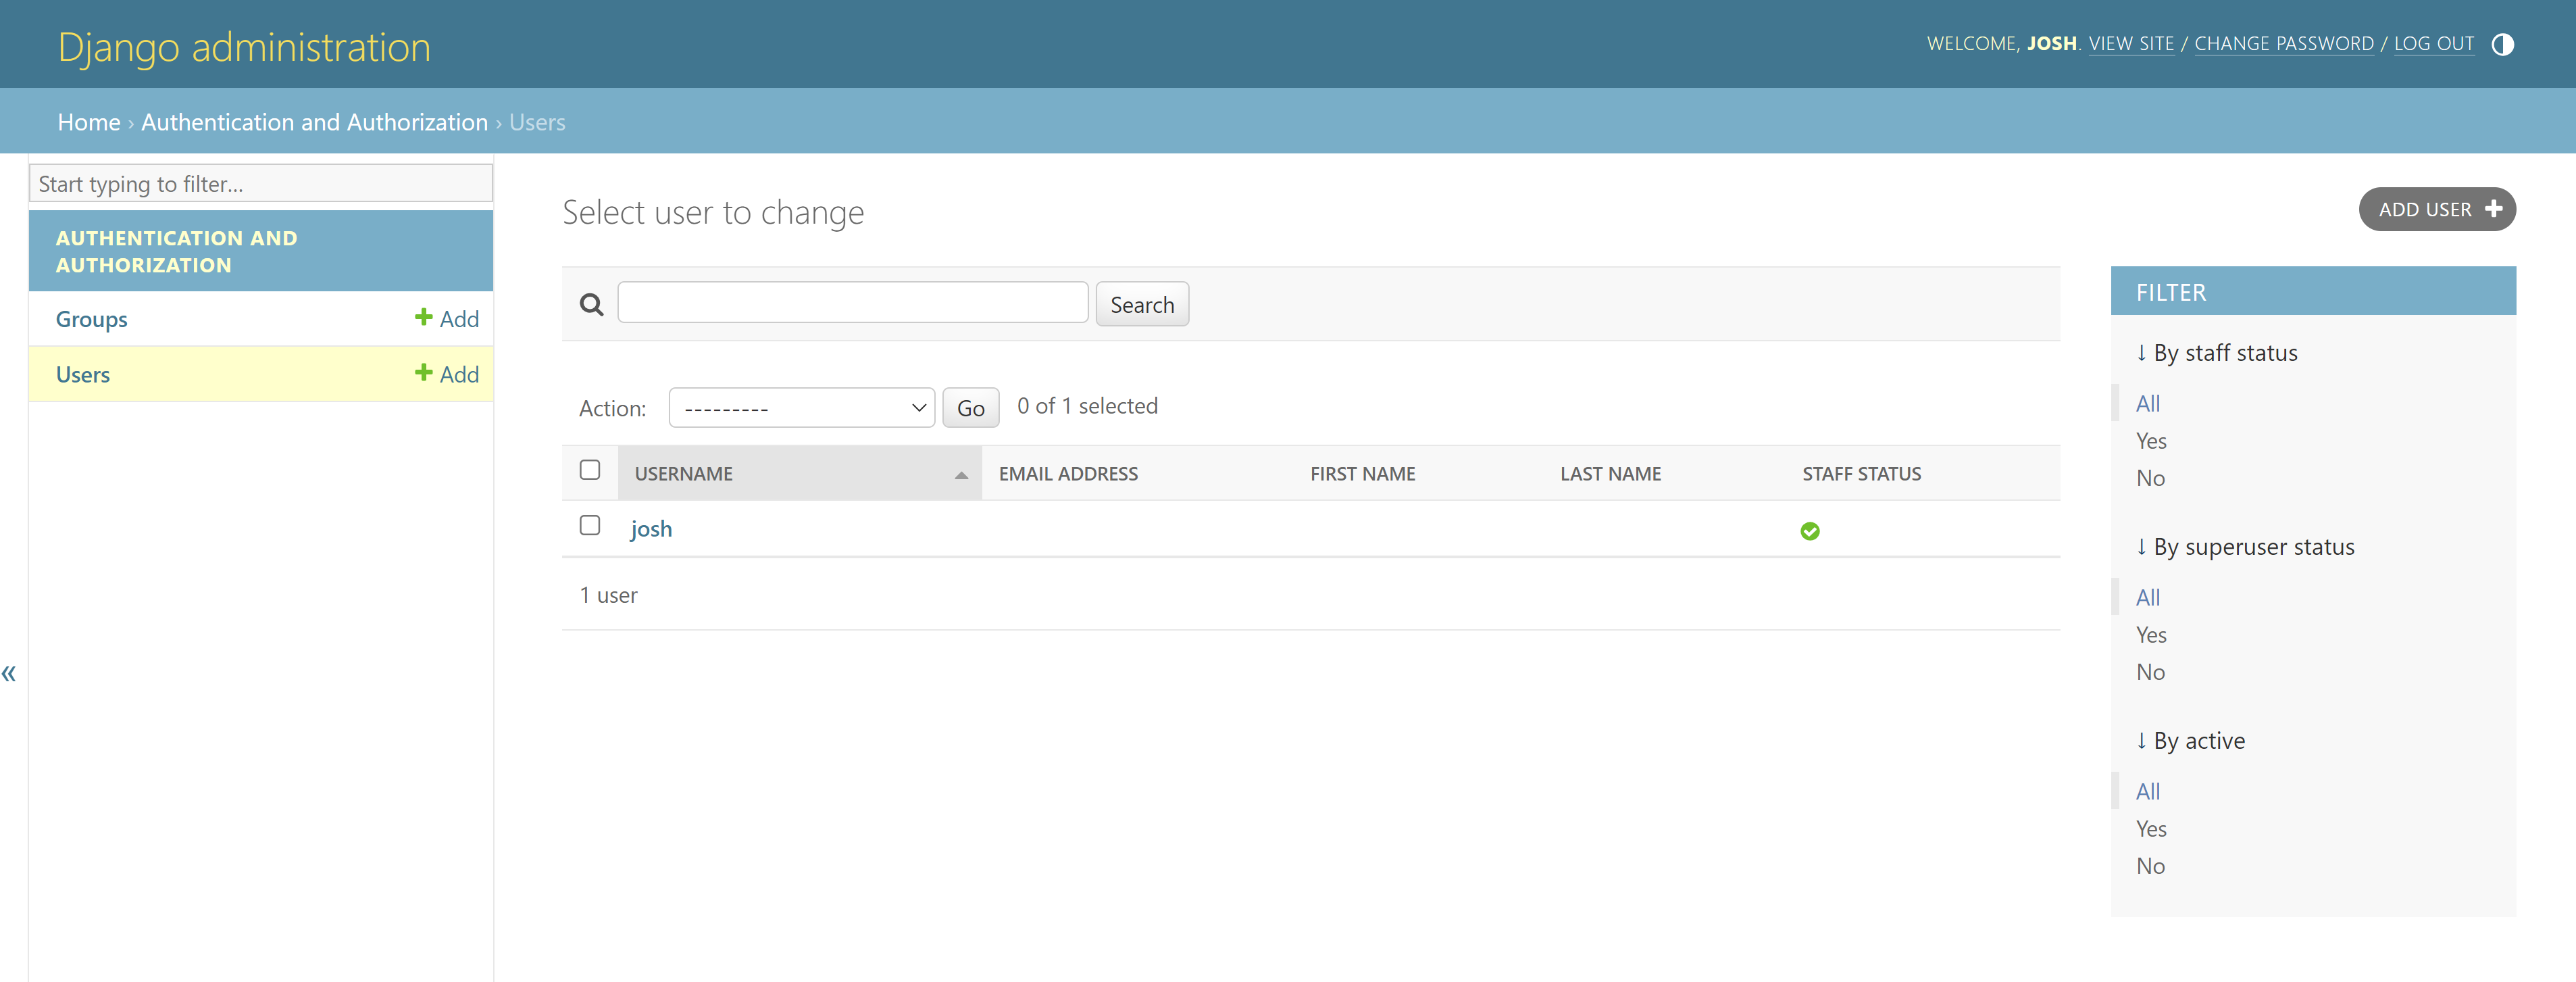 Django administration
WELCOME, JOSH. VIEW SITE / CHANGE PASSWORD / LOG OUT
Home › Authentication and Authorization › Users
Start typing to filter...
AUTHENTICATION AND
AUTHORIZATION
Groups
Add
Users
Add
«
Select user to change
ADD USER
Search
Action:
---------
Go
0 of 1 selected
USERNAME
EMAIL ADDRESS
FIRST NAME
LAST NAME
STAFF STATUS
josh
1 user
FILTER
↓ By staff status
All
Yes
No
↓ By superuser status
All
Yes
No
↓ By active
All
Yes
No